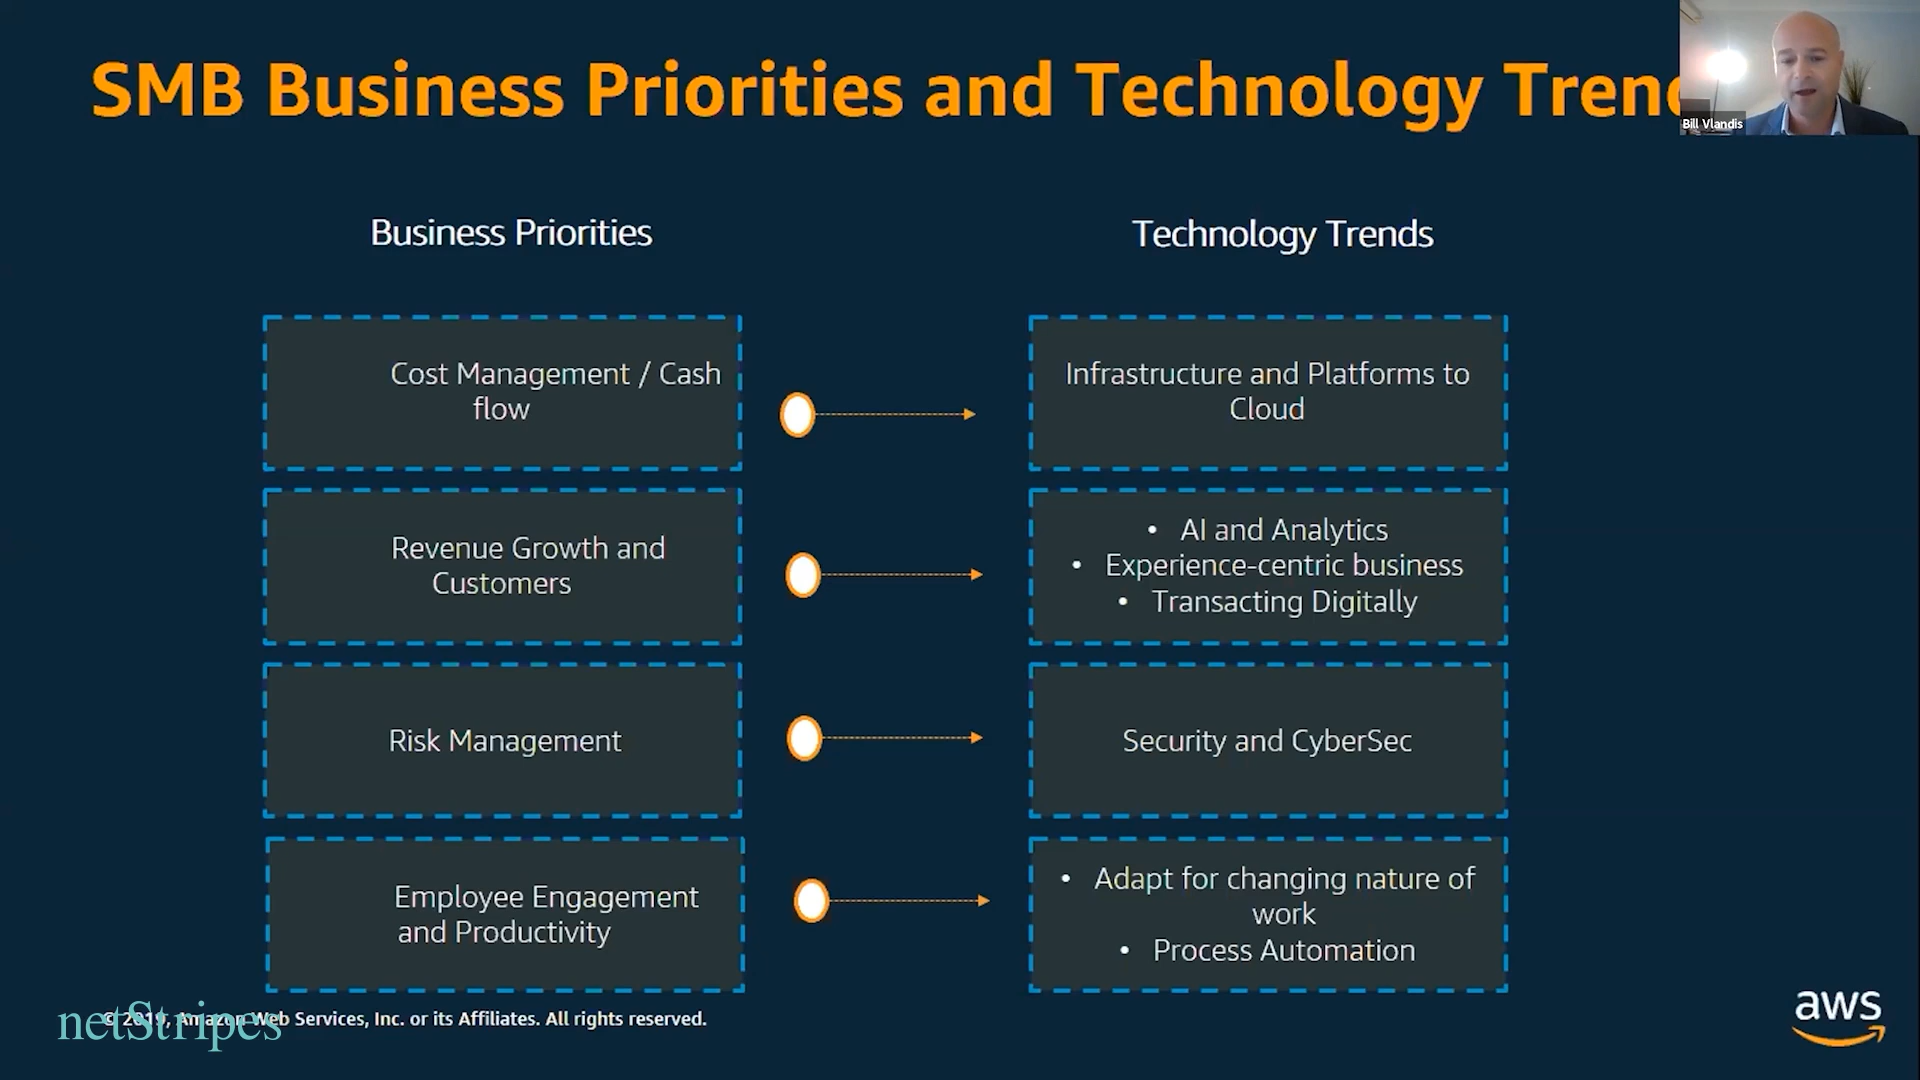 SMB Business Priorities and Technology Tren
Bill Vlandis
Business Priorities
Technology Trends
Cost Management / Cash
flow
Infrastructure and Platforms to
Cloud
Revenue Growth and
Customers
• AI and Analytics
• Experience-centric business
• Transacting Digitally
Risk Management
Security and CyberSec
Employee Engagement
and Productivity
• Adapt for changing nature of
work
• Process Automation
© 2019, Amazon Web Services, Inc. or its Affiliates. All rights reserved.
netStripes
aws